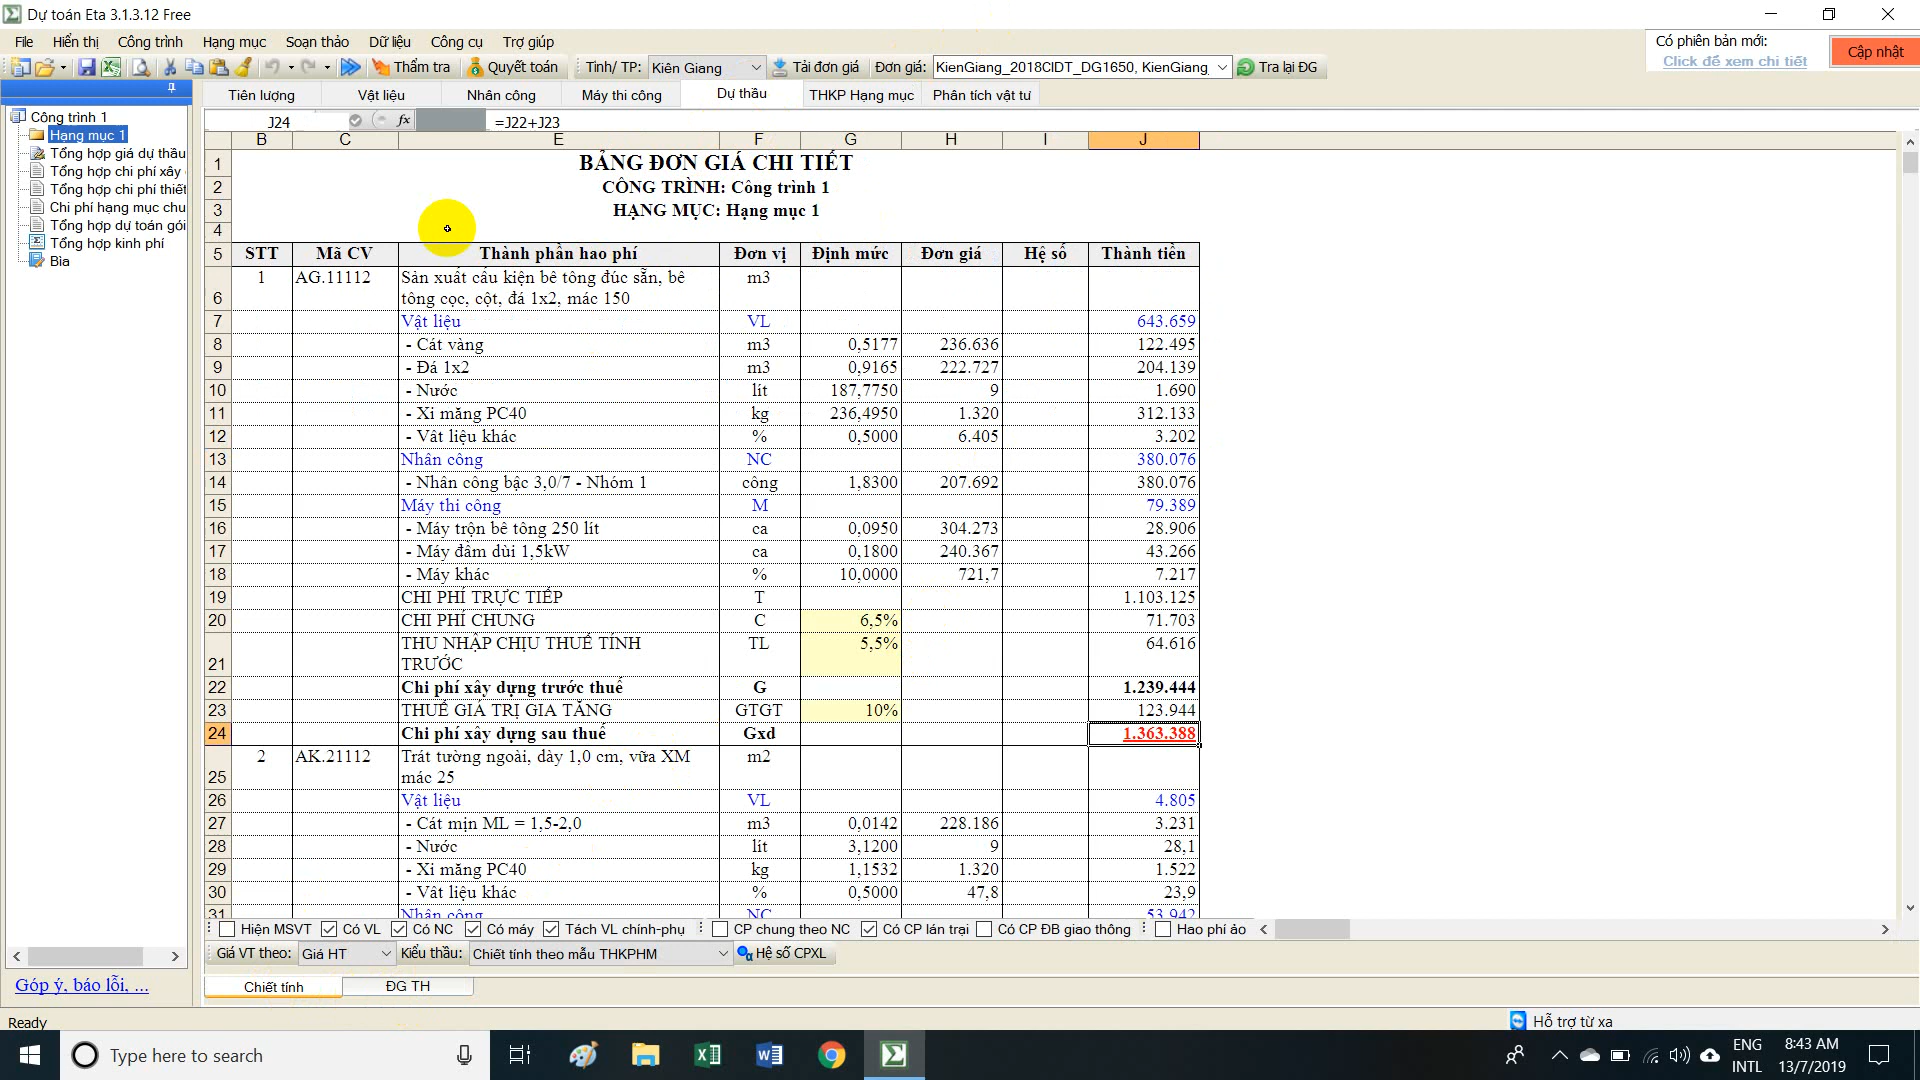 Dự toán Eta 3.1.3.12 Free
File Hiển thị Công trình Hạng mục Soạn thảo Dữ liệu Công cụ Trợ giúp
Có phiên bản mới:
Click để xem chi tiết
Cập nhật
Thẩm tra Quyết toán Tỉnh/ TP: Kiên Giang Tải đơn giá Đơn giá: KienGiang_2018CIDT_DG1650, KienGiang_ Tra lại ĐG
Tiên lượng Vật liệu Nhân công Máy thi công Dự thầu THKP Hạng mục Phân tích vật tư
J24 fx =J22+J23
Công trình 1
Hạng mục 1
Tổng hợp giá dự thầu
Tổng hợp chi phí xây
Tổng hợp chi phí thiết
Chi phí hạng mục chu
Tổng hợp dự toán gói
Tổng hợp kinh phí
Bìa
B C E F G H I J
1 BẢNG ĐƠN GIÁ CHI TIẾT
2 CÔNG TRÌNH: Công trình 1
3 HẠNG MỤC: Hạng mục 1
4
5 STT Mã CV Thành phần hao phí Đơn vị Định mức Đơn giá Hệ số Thành tiền
1 AG.11112 Sản xuất cấu kiện bê tông đúc sẵn, bê m3
6 tông cọc, cột, đá 1x2, mác 150
7 Vật liệu VL 643.659
8 - Cát vàng m3 0,5177 236.636 122.495
9 - Đá 1x2 m3 0,9165 222.727 204.139
10 - Nước lít 187,7750 9 1.690
11 - Xi măng PC40 kg 236,4950 1.320 312.133
12 - Vât liệu khác % 0,5000 6.405 3.202
13 Nhân công NC 380.076
14 - Nhân công bậc 3,0/7 - Nhóm 1 công 1,8300 207.692 380.076
15 Máy thi công M 79.389
16 - Máy trộn bê tông 250 lít ca 0,0950 304.273 28.906
17 - Máy đầm dùi 1,5kW ca 0,1800 240.367 43.266
18 - Máy khác % 10,0000 721,7 7.217
19 CHI PHÍ TRỰC TIẾP T 1.103.125
20 CHI PHÍ CHUNG C 6,5% 71.703
THU NHẬP CHỊU THUẾ TÍNH TL 5,5% 64.616
21 TRƯỚC
22 Chi phí xây dựng trước thuế G 1.239.444
23 THUẾ GIÁ TRỊ GIA TĂNG GTGT 10% 123.944
24 Chi phí xây dựng sau thuế Gxd 1.363.388
2 AK.21112 Trát tường ngoài, dày 1,0 cm, vữa XM m2
25 mác 25
26 Vật liệu VL 4.805
27 - Cát mịn ML = 1,5-2,0 m3 0,0142 228.186 3.231
28 - Nước lít 3,1200 9 28,1
29 - Xi măng PC40 kg 1,1532 1.320 1.522
30 - Vât liệu khác % 0,5000 47,8 23,9
31 Nhân công NC 53.942
Hiện MSVT Có VL Có NC Có máy Tách VL chính-phụ CP chung theo NC Có CP lán trại Có CP ĐB giao thông Hao phí ảo
Giá VT theo: Giá HT Kiểu thầu: Chiết tính theo mẫu THKPHM Hệ số CPXL
Góp ý, báo lỗi, ...
Chiết tính ĐG TH
Ready
Hỗ trợ từ xa
Type here to search
ENG
INTL
8:43 AM
13/7/2019